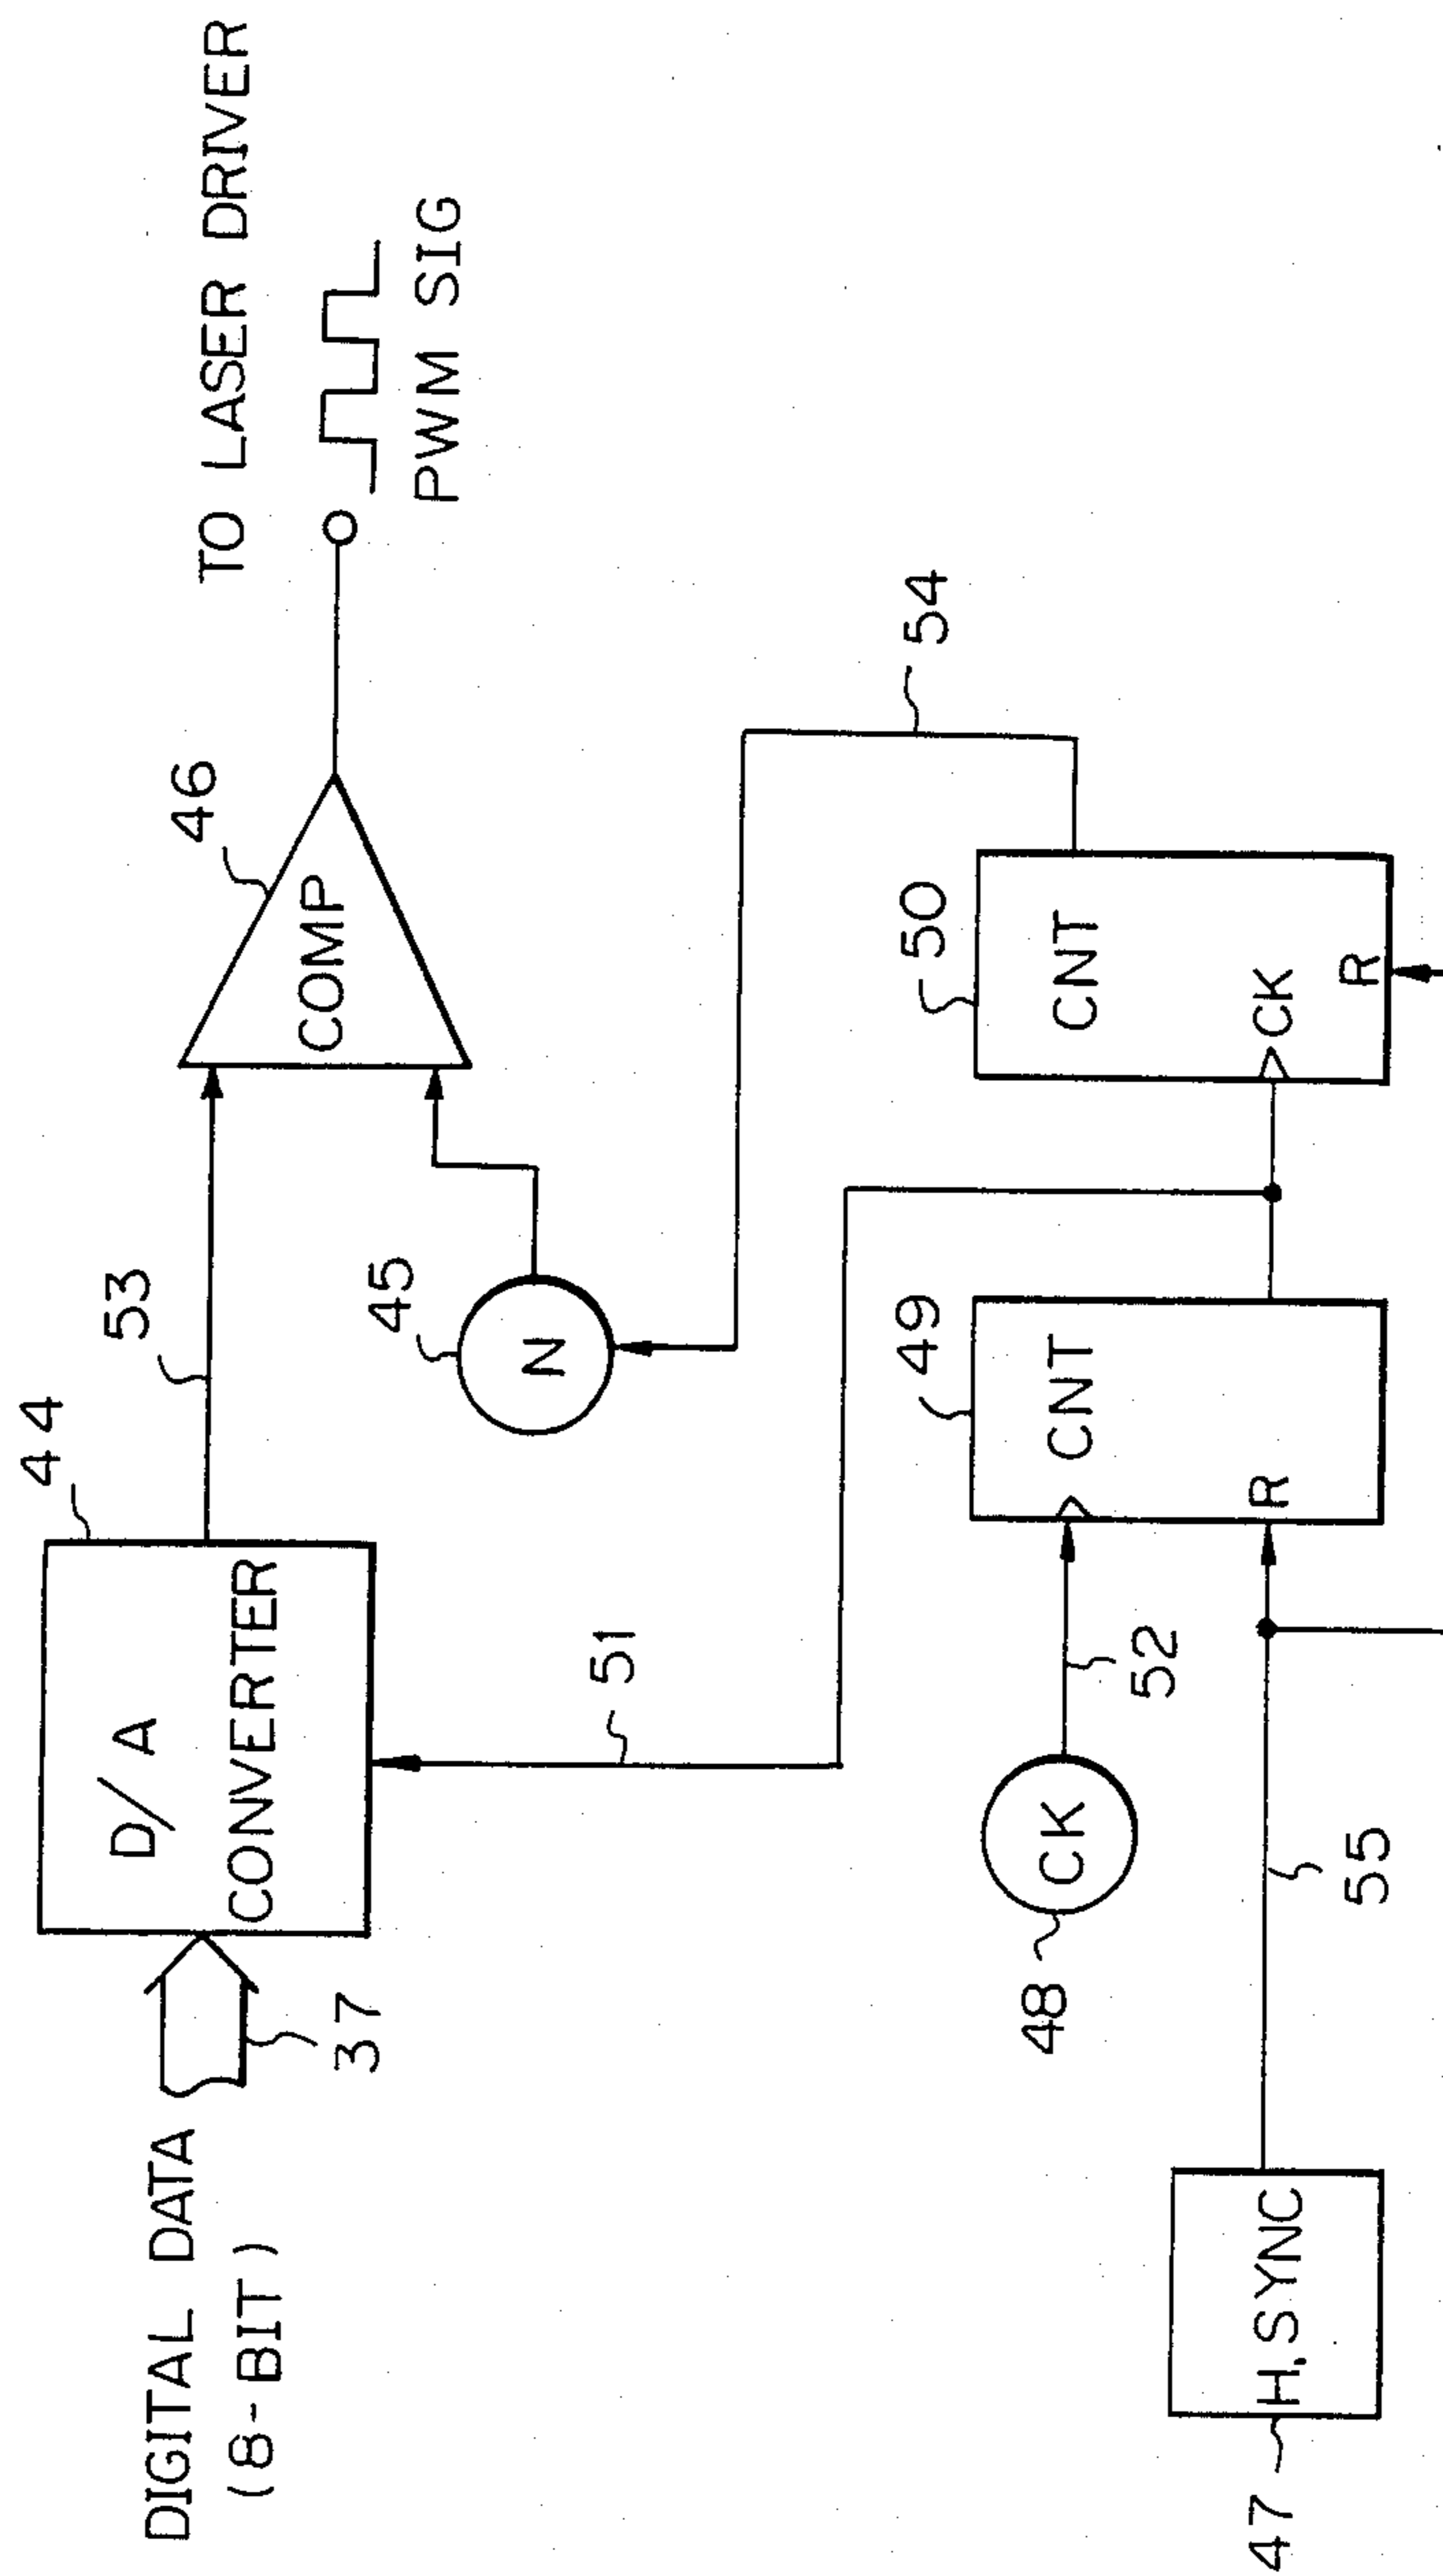 DIGITAL DATA
(8-BIT)
37
44
D/A
CONVERTER
53
46
COMP
TO LASER DRIVER
PWM SIG
45
N
51
54
48
CK
52
49
CNT
R
50
CNT
CK
R
47
H.SYNC
55